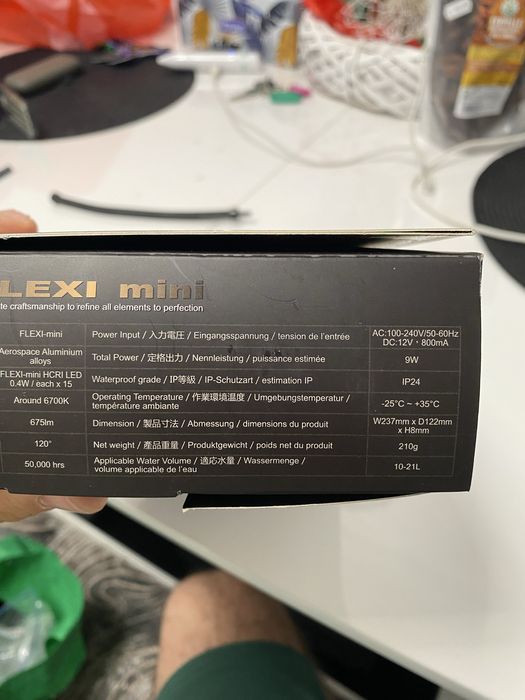 LEXI mini
te craftsmanship to refine all elements to perfection
FLEXI-mini
Power Input / 入力電圧 / Eingangsspannung / tension de l'entrée
AC:100-240V/50-60Hz
DC:12V，800mA
Aerospace Aluminium
alloys
Total Power / 定格出力 / Nennleistung / puissance estimée
9W
FLEXI-mini HCRI LED
0.4W / each x 15
Waterproof grade / IP等級 / IP-Schutzart / estimation IP
IP24
Around 6700K
Operating Temperature / 作業環境温度 / Umgebungstemperatur /
température ambiante
-25°C ~ +35°C
675lm
Dimension / 製品寸法 / Abmessung / dimensions du produit
W237mm x D122mm
x H8mm
120°
Net weight / 產品重量 / Produktgewicht / poids net du produit
210g
50,000 hrs
Applicable Water Volume / 適応水量 / Wassermenge /
volume applicable de l'eau
10-21L